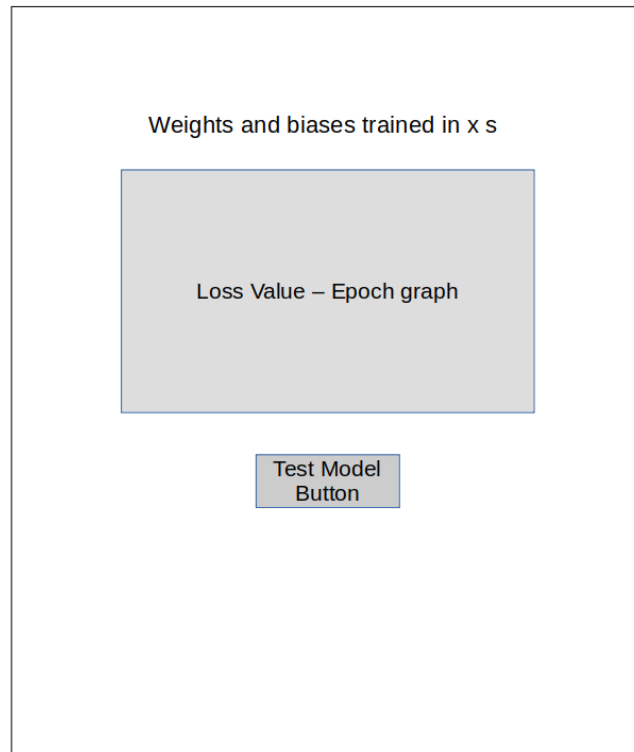 Weights and biases trained in x s
Loss Value – Epoch graph
Test Model
Button